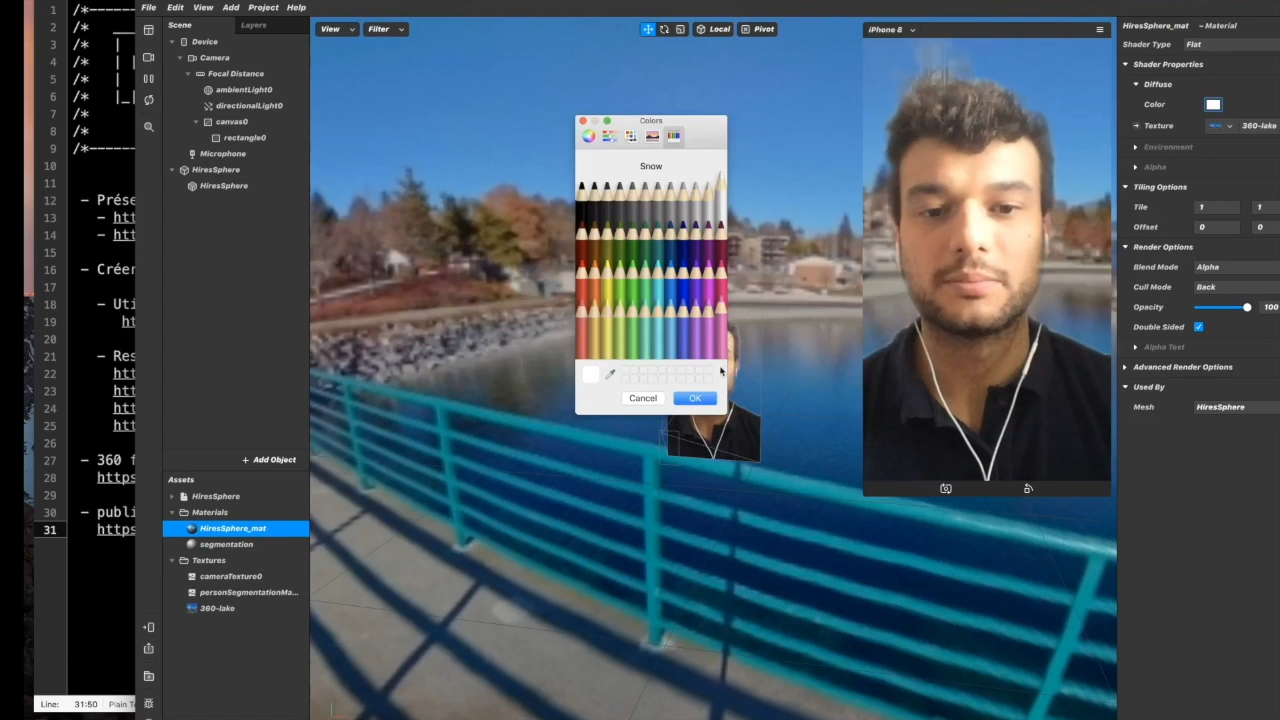 1 /*------
2 /*
3 /* |
4 /* |
5 /* |
6 /* |_|
7 /*
8 /*
9 /*------
10
11
12 - Prése
13 - htt
14 - htt
15
16 - Créer
17
18 - Uti
19 htt
20
21 - Res
22 htt
23 htt
24 htt
25 htt
26
27 - 360 f
28 https
29
30 - publi
31 https
Line: 31:50 Plain T
File Edit View Add Project Help
Scene Layers
Device
Camera
Focal Distance
ambientLight0
directionalLight0
canvas0
rectangle0
Microphone
HiresSphere
HiresSphere
+ Add Object
Assets
HiresSphere
Materials
HiresSphere_mat
segmentation
Textures
cameraTexture0
personSegmentationMa...
360-lake
View Filter Local Pivot
Colors
Snow
Cancel OK
iPhone 8
HiresSphere_mat - Material
Shader Type Flat
Shader Properties
Diffuse
Color
Texture 360-lake
Environment
Alpha
Tiling Options
Tile 1 1
Offset 0 0
Render Options
Blend Mode Alpha
Cull Mode Back
Opacity 100
Double Sided
Alpha Test
Advanced Render Options
Used By
Mesh HiresSphere